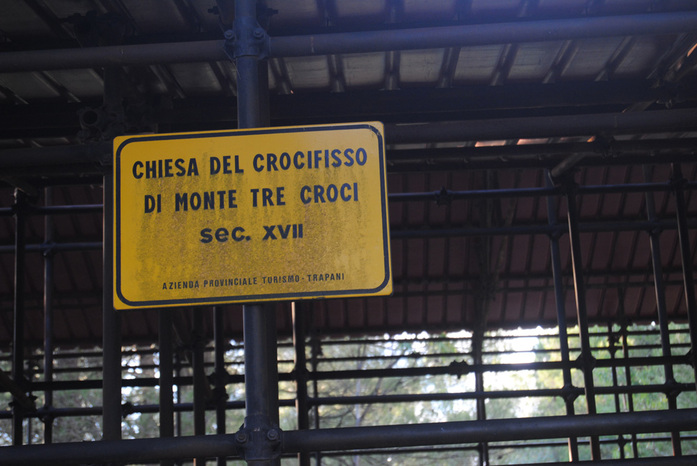 CHIESA DEL CROCIFISSO
DI MONTE TRE CROCI
sec. XVII
AZIENDA PROVINCIALE TURISMO - TRAPANI